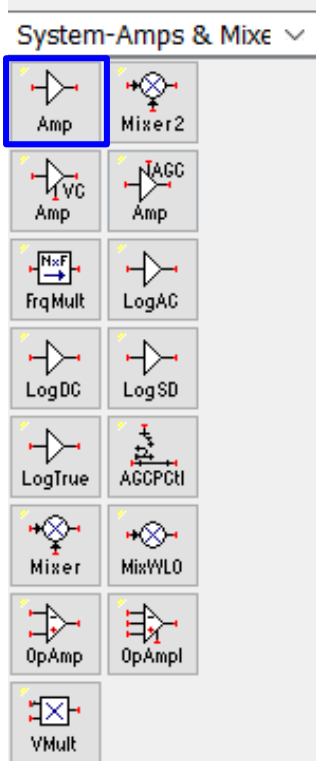 System-Amps & Mixe
Amp
Mixer2
VC
Amp
AGC
Amp
NxF
FrqMult
LogAC
LogDC
LogSD
LogTrue
AGCPCtl
Mixer
MixWLO
OpAmp
OpAmpI
VMult